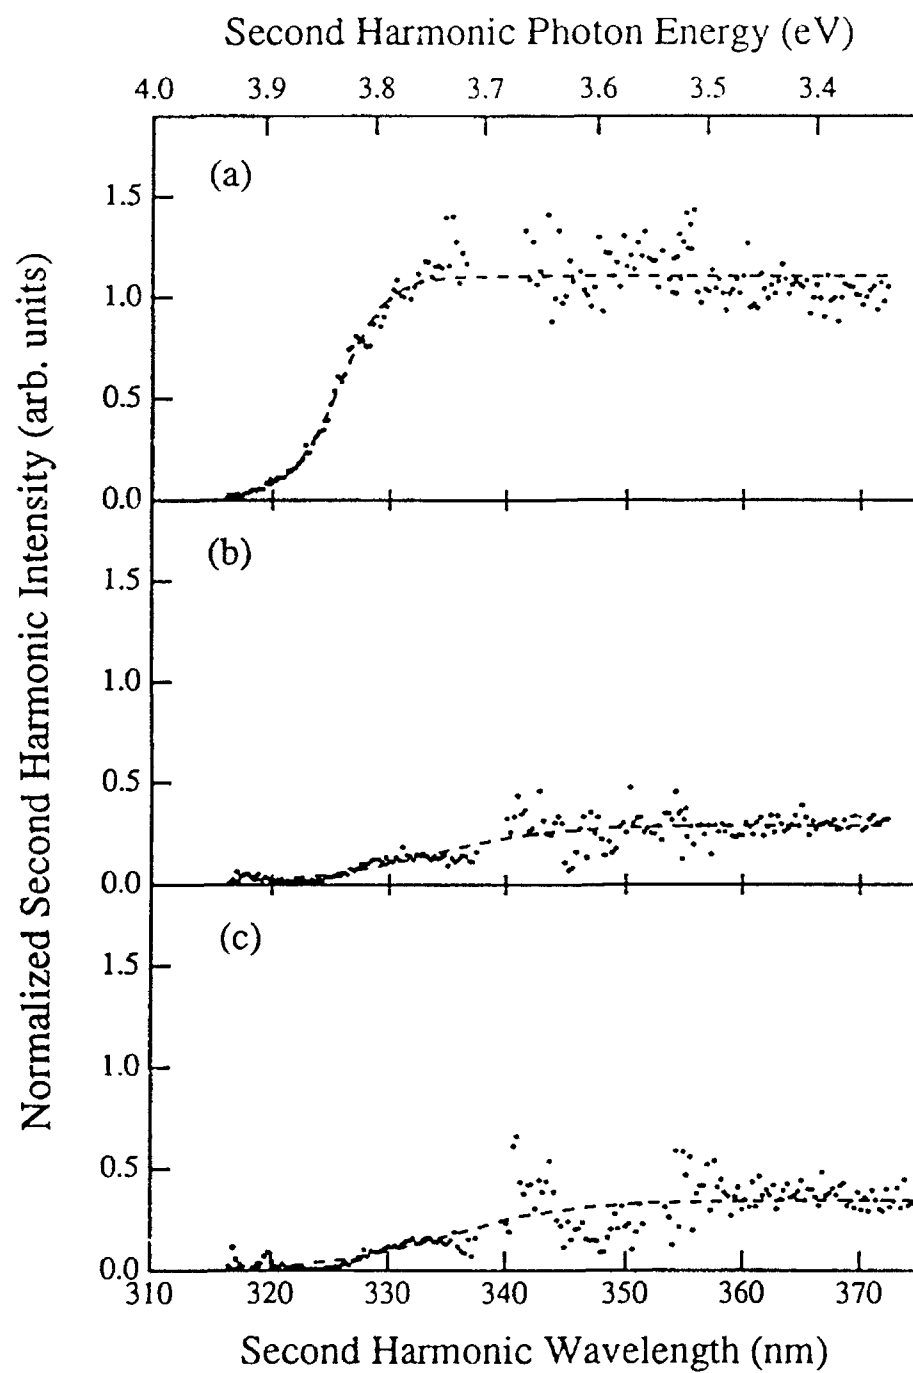 Second Harmonic Photon Energy (eV)
4.0 3.9 3.8 3.7 3.6 3.5 3.4
Normalized Second Harmonic Intensity (arb. units)
(a)
1.5
1.0
0.5
0.0
(b)
1.5
1.0
0.5
0.0
(c)
1.5
1.0
0.5
0.0
310 320 330 340 350 360 370
Second Harmonic Wavelength (nm)